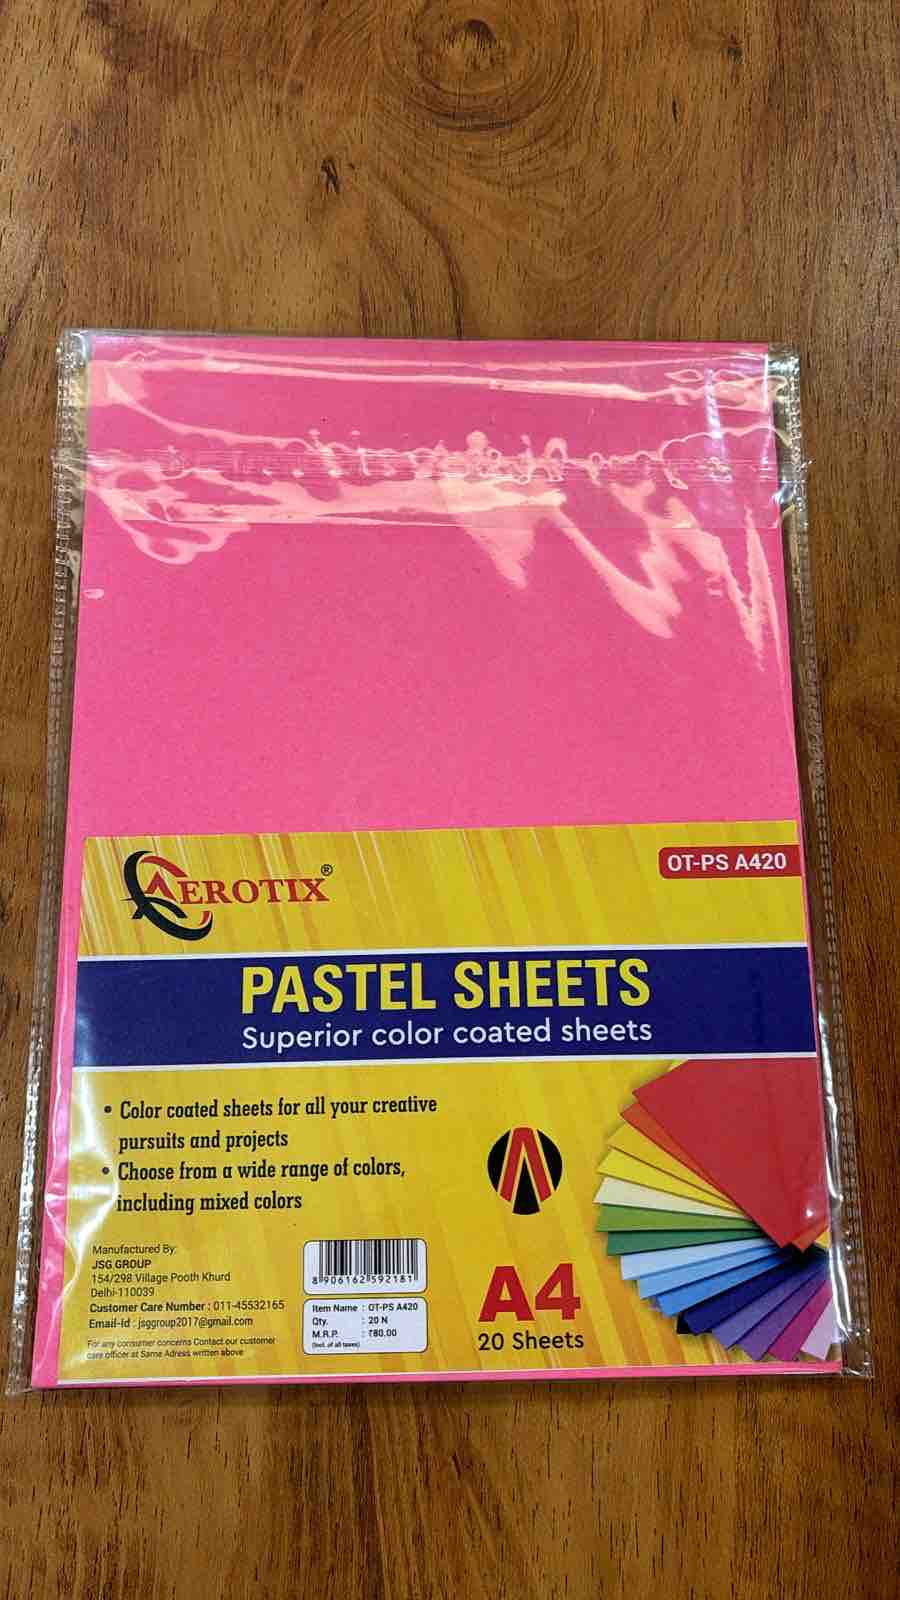 AEROTIX®
OT-PS A420
PASTEL SHEETS
Superior color coated sheets
• Color coated sheets for all your creative
pursuits and projects
• Choose from a wide range of colors,
including mixed colors
Manufactured By:
JSG GROUP
154/298 Village Pooth Khurd
Delhi-110039
Customer Care Number : 011-45532165
Email-Id : jsggroup2017@gmail.com
For any consumer concerns Contact our customer
care officer at Same Adress written above
8 906162 592181
Item Name : OT-PS A420
Qty. : 20 N
M.R.P. : ₹80.00
(Incl. of all taxes)
A4
20 Sheets